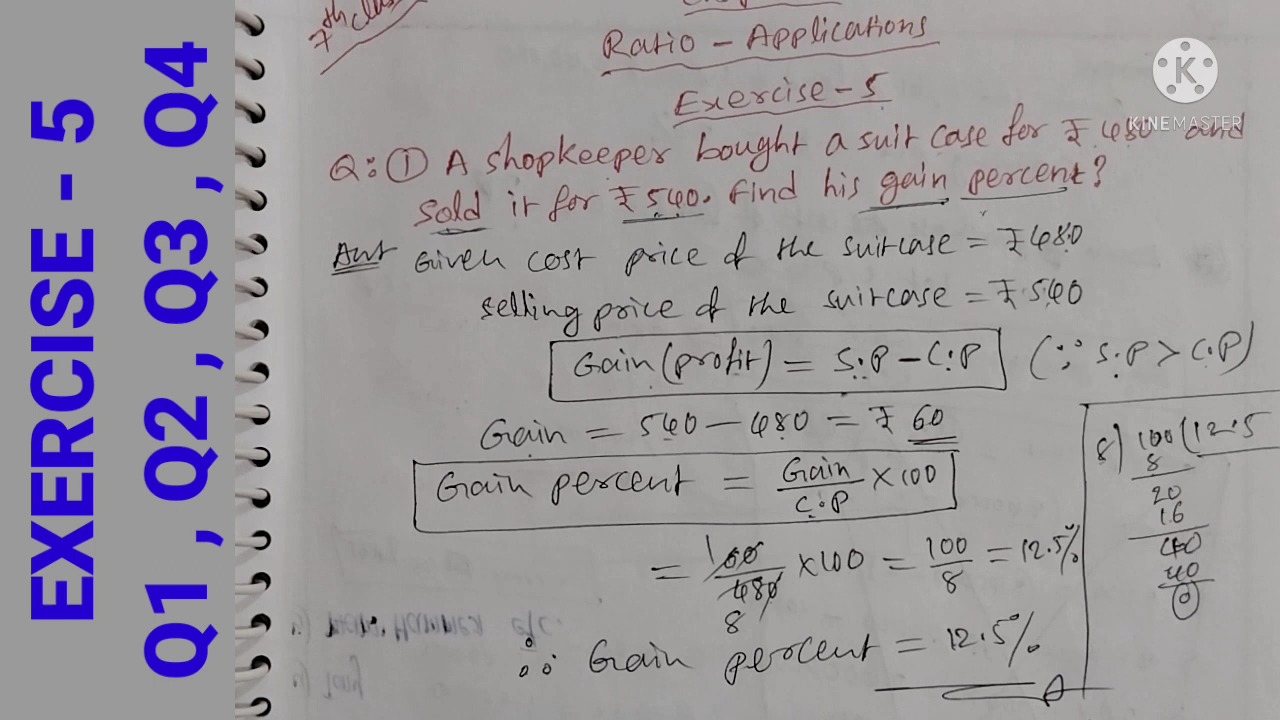 EXERCISE - 5
Q1 , Q2 , Q3 , Q4
7th class
Ratio - Applications
Exercise - 5
KINEMASTER
Q: ① A shopkeeper bought a suit case for ₹ 480 and
sold it for ₹ 540. Find his gain percent?
Ans Given cost price of the suitcase = ₹ 480
selling price of the suitcase = ₹ 540
Gain (profit) = S.P - C.P (∵ S.P > C.P)
Gain = 540 - 480 = ₹ 60
Gain percent = Gain/C.P × 100
= 60/480 × 100 = 100/8 = 12.5%
1
8
∴ Gain percent = 12.5%
8) 100 (12.5
8
20
16
40
40
0